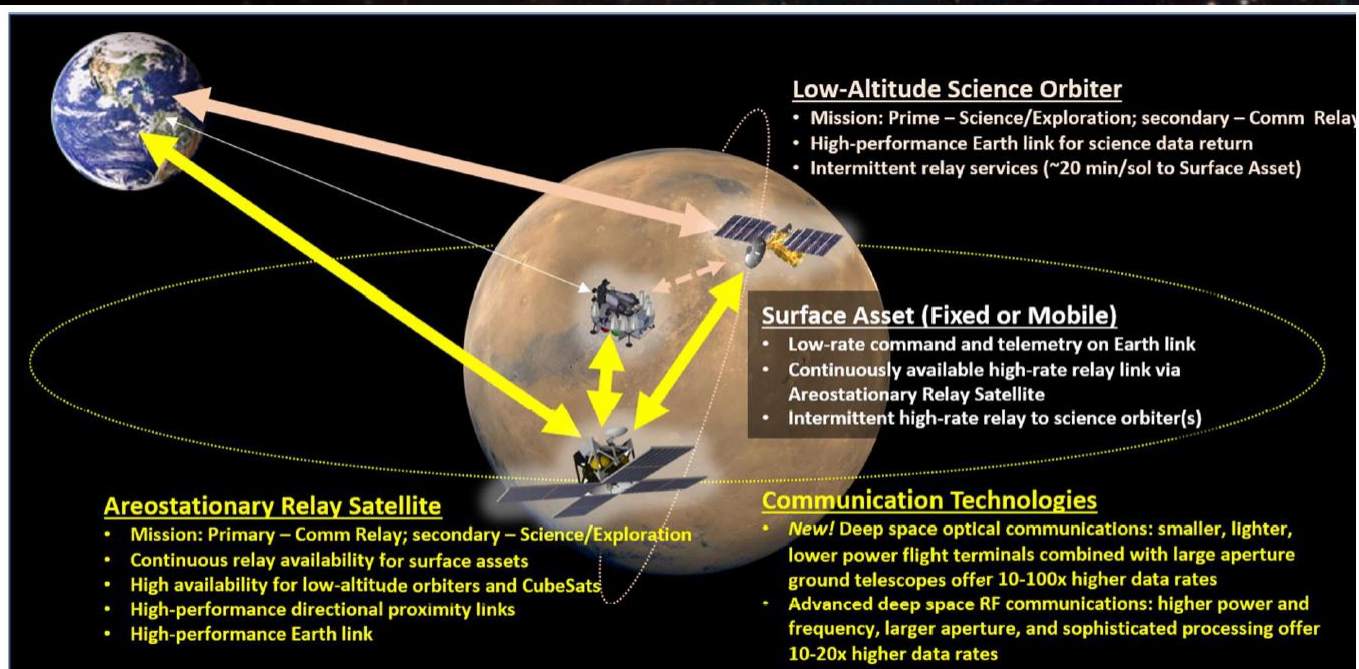 Low-Altitude Science Orbiter
• Mission: Prime – Science/Exploration; secondary – Comm Relay
• High-performance Earth link for science data return
• Intermittent relay services (~20 min/sol to Surface Asset)
Surface Asset (Fixed or Mobile)
• Low-rate command and telemetry on Earth link
• Continuously available high-rate relay link via
Areostationary Relay Satellite
• Intermittent high-rate relay to science orbiter(s)
Areostationary Relay Satellite
• Mission: Primary – Comm Relay; secondary – Science/Exploration
• Continuous relay availability for surface assets
• High availability for low-altitude orbiters and CubeSats
• High-performance directional proximity links
• High-performance Earth link
Communication Technologies
• New! Deep space optical communications: smaller, lighter,
lower power flight terminals combined with large aperture
ground telescopes offer 10-100x higher data rates
• Advanced deep space RF communications: higher power and
frequency, larger aperture, and sophisticated processing offer
10-20x higher data rates